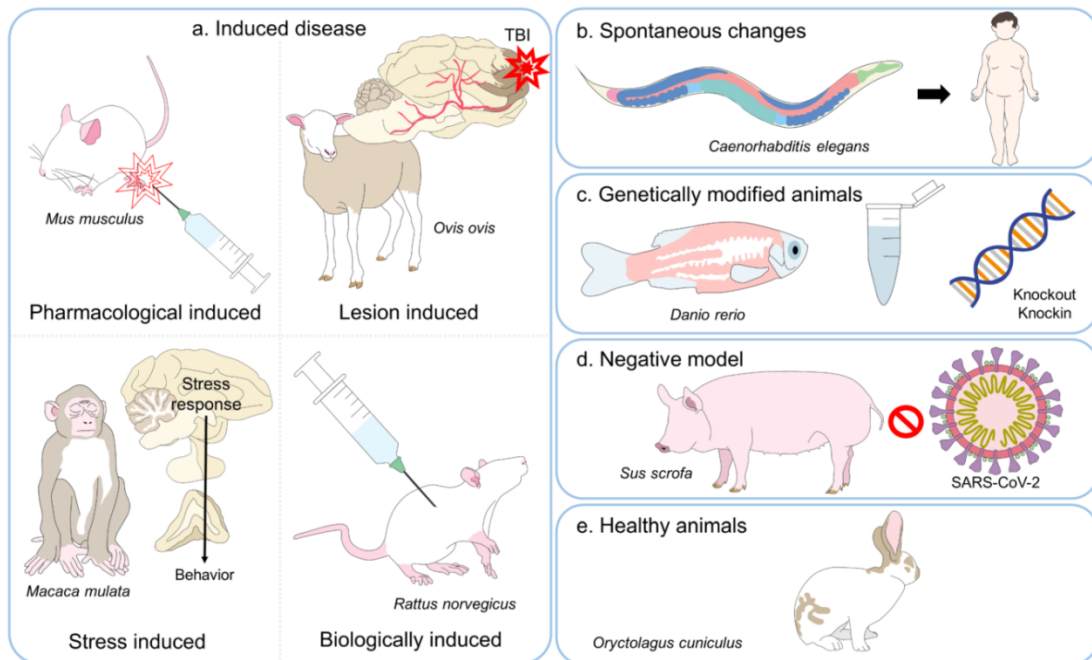 a. Induced disease
TBI
Mus musculus
Ovis ovis
Pharmacological induced
Lesion induced
Stress
response
Behavior
Macaca mulata
Rattus norvegicus
Stress induced
Biologically induced
b. Spontaneous changes
Caenorhabditis elegans
c. Genetically modified animals
Danio rerio
Knockout
Knockin
d. Negative model
Sus scrofa
SARS-CoV-2
e. Healthy animals
Oryctolagus cuniculus